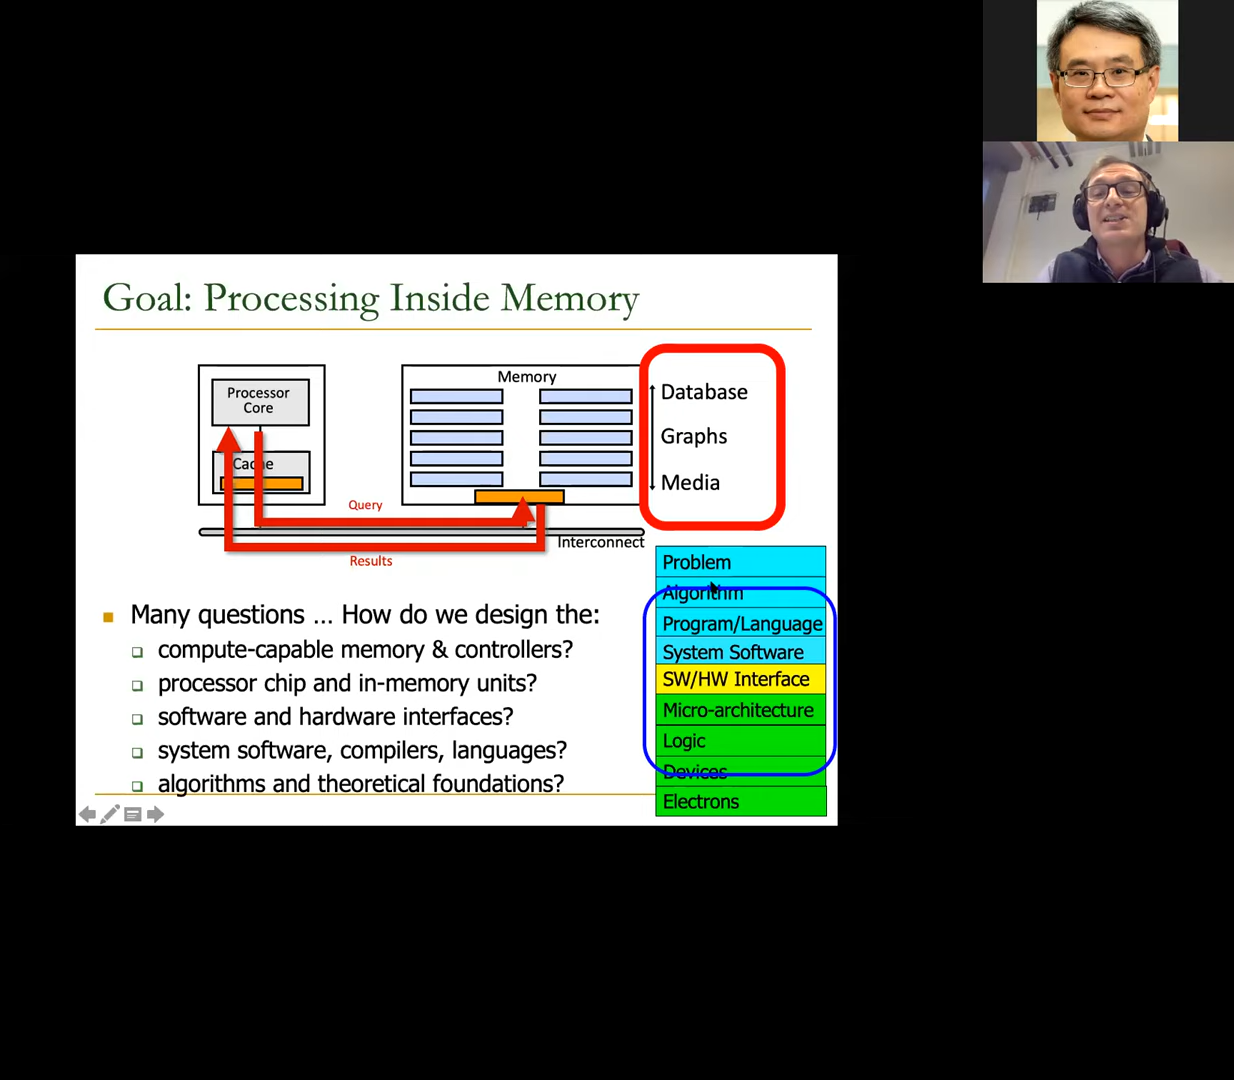 Goal: Processing Inside Memory
Processor
Core
Cache
Memory
Database
Graphs
Media
Query
Interconnect
Results
Many questions … How do we design the:
compute-capable memory & controllers?
processor chip and in-memory units?
software and hardware interfaces?
system software, compilers, languages?
algorithms and theoretical foundations?
Problem
Algorithm
Program/Language
System Software
SW/HW Interface
Micro-architecture
Logic
Devices
Electrons